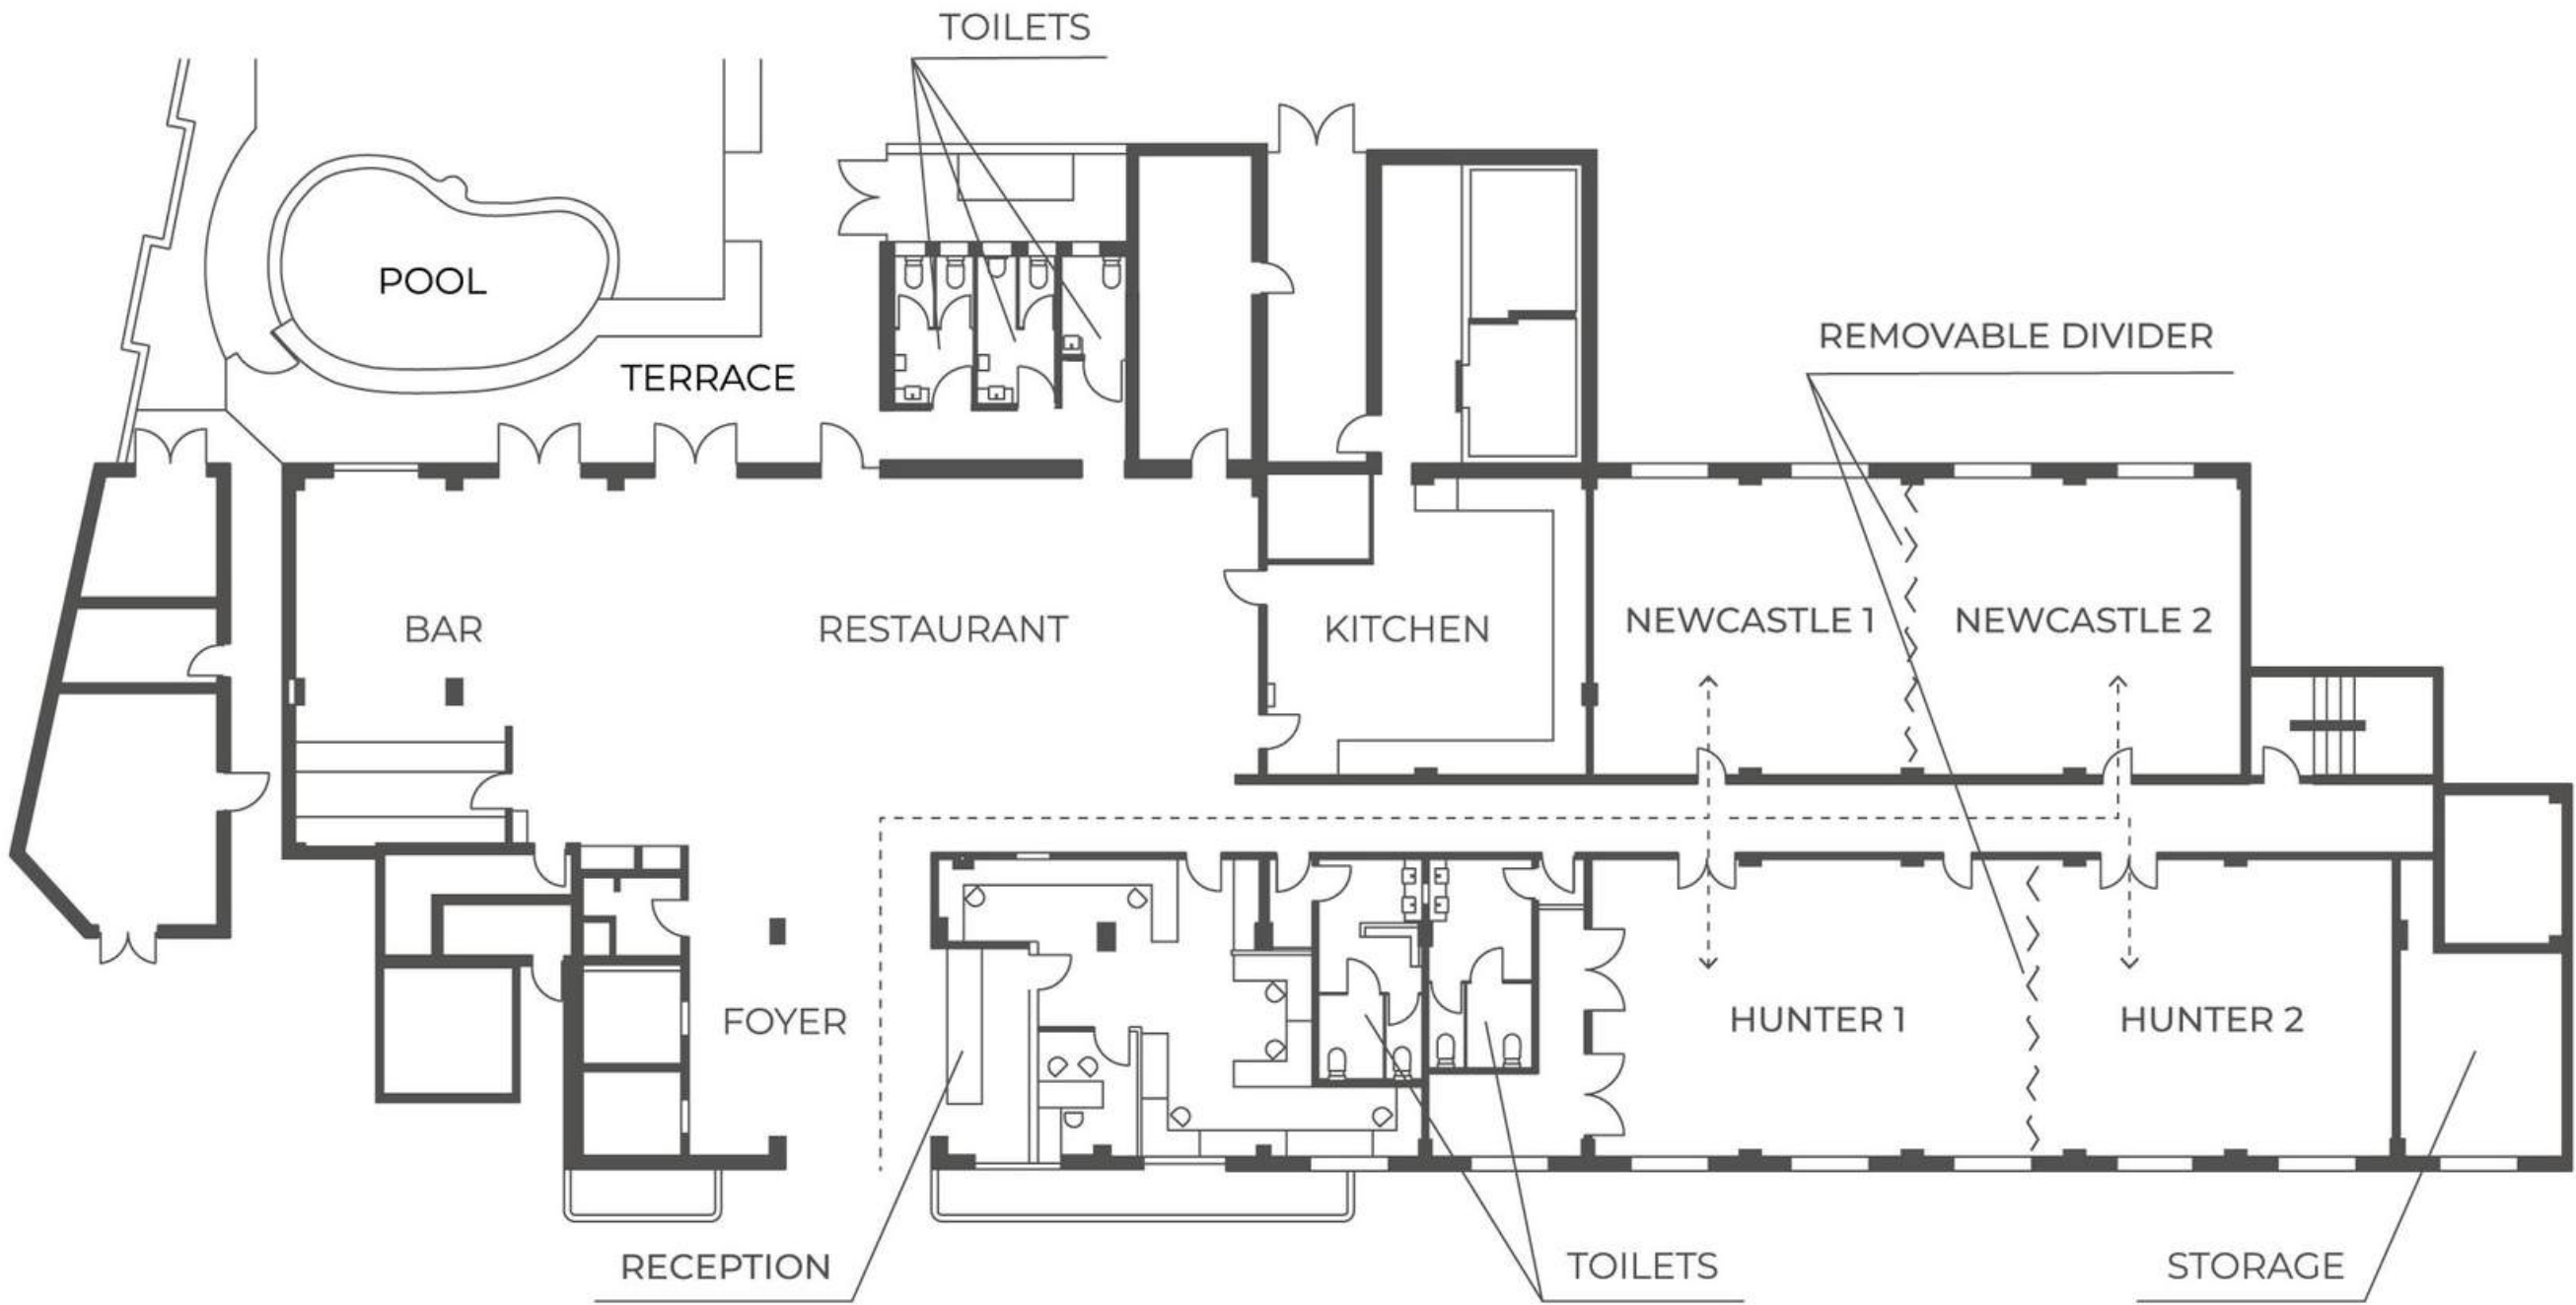 TOILETS
POOL
REMOVABLE DIVIDER
TERRACE
BAR
RESTAURANT
KITCHEN
NEWCASTLE 1
NEWCASTLE 2
FOYER
HUNTER 1
HUNTER 2
RECEPTION
TOILETS
STORAGE